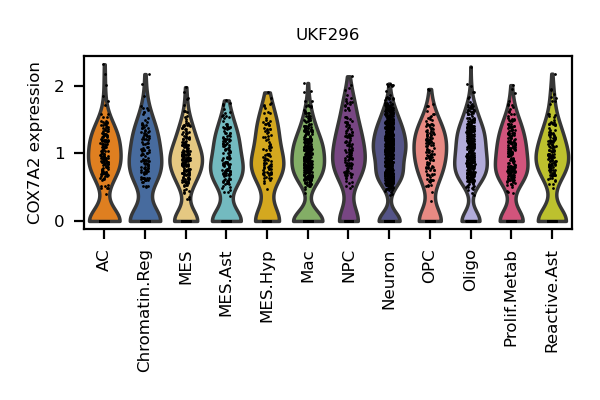 UKF296
COX7A2 expression
2
1
0
AC
Chromatin.Reg
MES
MES.Ast
MES.Hyp
Mac
NPC
Neuron
OPC
Oligo
Prolif.Metab
Reactive.Ast